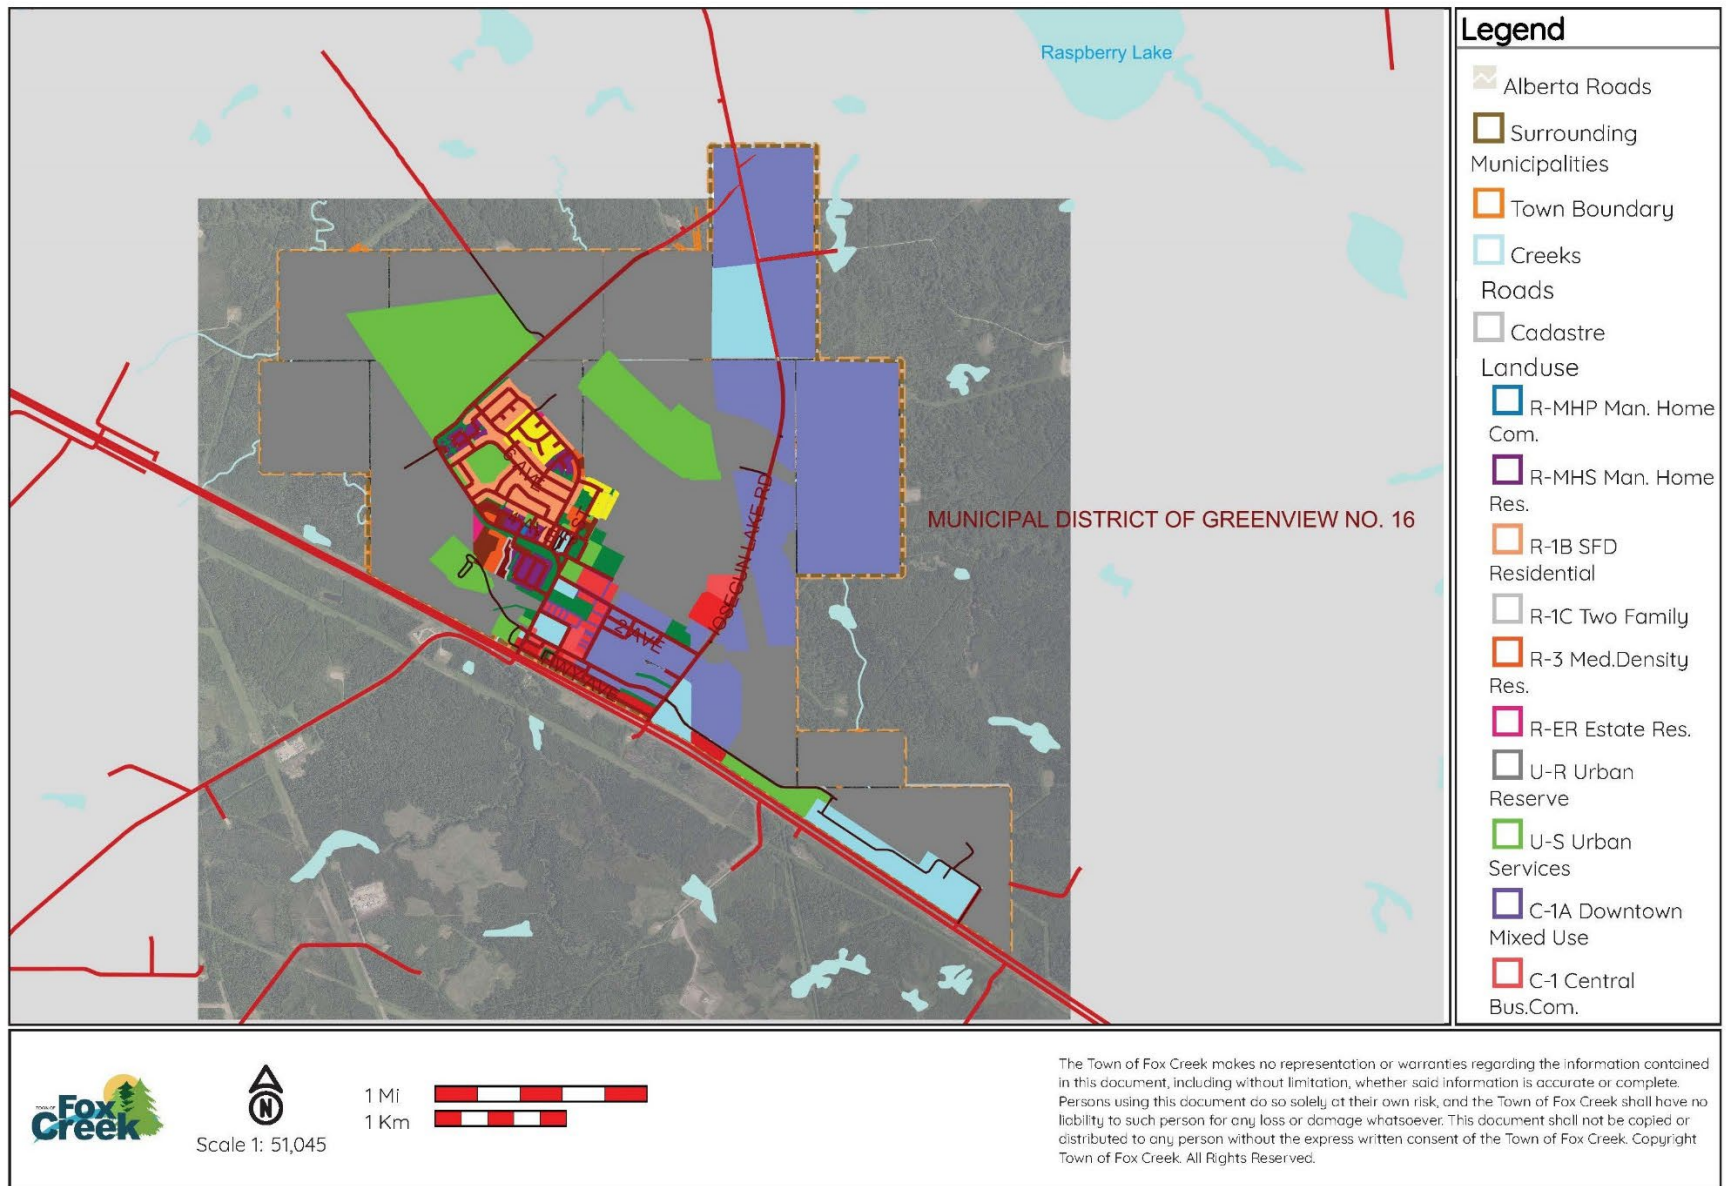 Raspberry Lake
6 AVE
MUNICIPAL DISTRICT OF GREENVIEW NO. 16
IOSEGUN LAKE RD
2 AVE
Legend
Alberta Roads
Surrounding
Municipalities
Town Boundary
Creeks
Roads
Cadastre
Landuse
R-MHP Man. Home
Com.
R-MHS Man. Home
Res.
R-1B SFD
Residential
R-1C Two Family
R-3 Med.Density
Res.
R-ER Estate Res.
U-R Urban
Reserve
U-S Urban
Services
C-1A Downtown
Mixed Use
C-1 Central
Bus.Com.
TOWN OF
Fox
Creek
N
Scale 1: 51,045
1 Mi
1 Km
The Town of Fox Creek makes no representation or warranties regarding the information contained
in this document, including without limitation, whether said information is accurate or complete.
Persons using this document do so solely at their own risk, and the Town of Fox Creek shall have no
liability to such person for any loss or damage whatsoever. This document shall not be copied or
distributed to any person without the express written consent of the Town of Fox Creek. Copyright
Town of Fox Creek. All Rights Reserved.